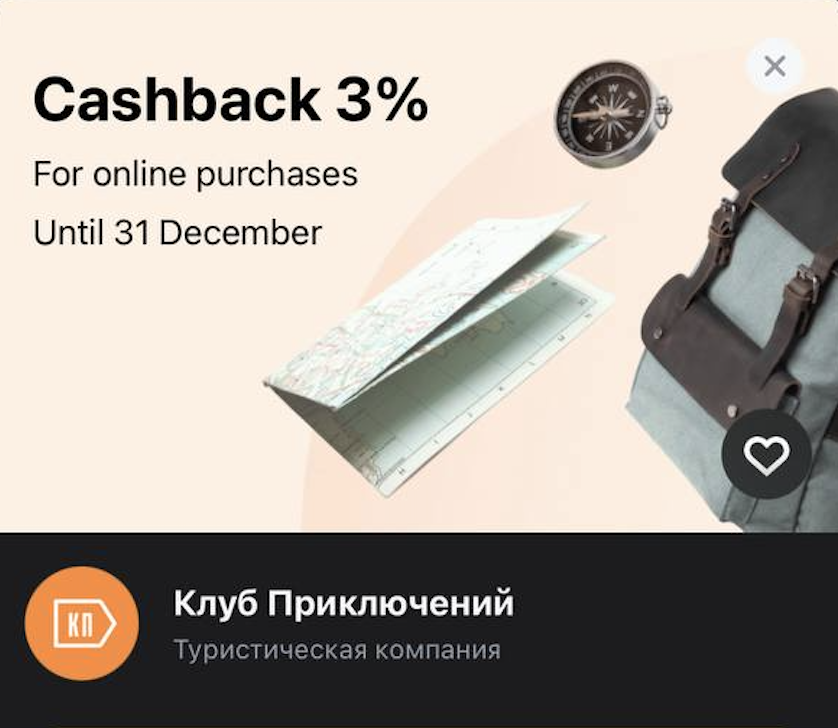 Cashback 3%
For online purchases
Until 31 December
КП
Клуб Приключений
Туристическая компания